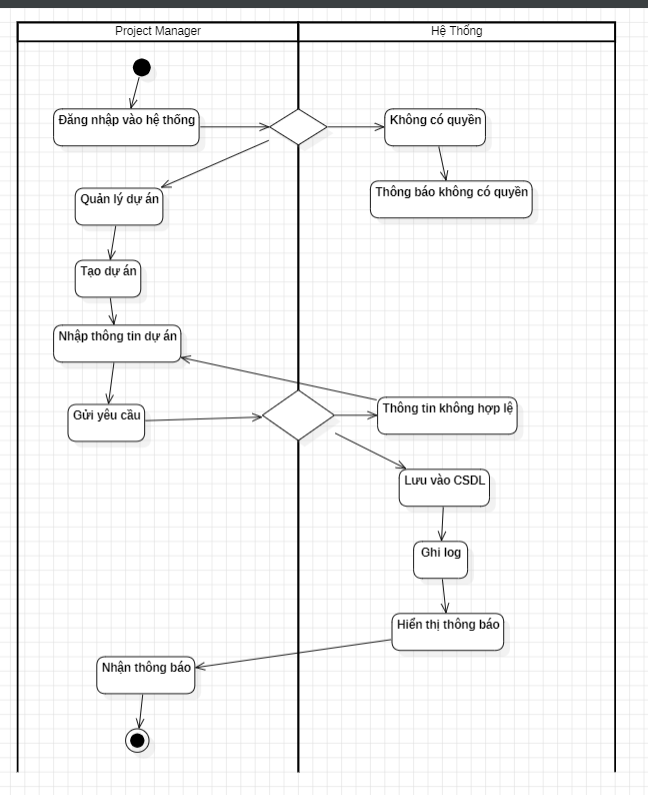 Project Manager
Hệ Thống
Đăng nhập vào hệ thống
Không có quyền
Quản lý dự án
Thông báo không có quyền
Tạo dự án
Nhập thông tin dự án
Gửi yêu cầu
Thông tin không hợp lệ
Lưu vào CSDL
Ghi log
Hiển thị thông báo
Nhận thông báo